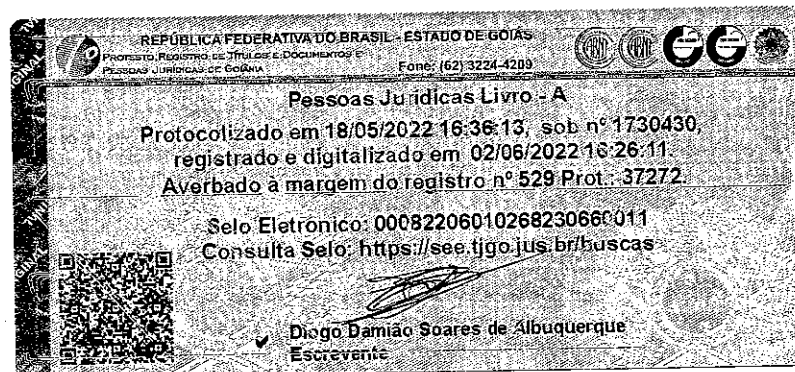 REPÚBLICA FEDERATIVA DO BRASIL - ESTADO DE GOIÁS
PROTESTO, REGISTRO DE TÍTULOS E DOCUMENTOS E
PESSOAS JURÍDICAS DE GOIÂNIA
Fone: (62) 3224-4209
Pessoas Jurídicas Livro - A
Protocolizado em 18/05/2022 16:36:13, sob nº 1730430,
registrado e digitalizado em 02/06/2022 16:26:11.
Averbado à margem do registro nº 529 Prot.: 37272.
Selo Eletrônico:
Consulta Selo: https://see.tjgo.jus.br/buscas
Diogo Damião Soares de Albuquerque
Escrevente